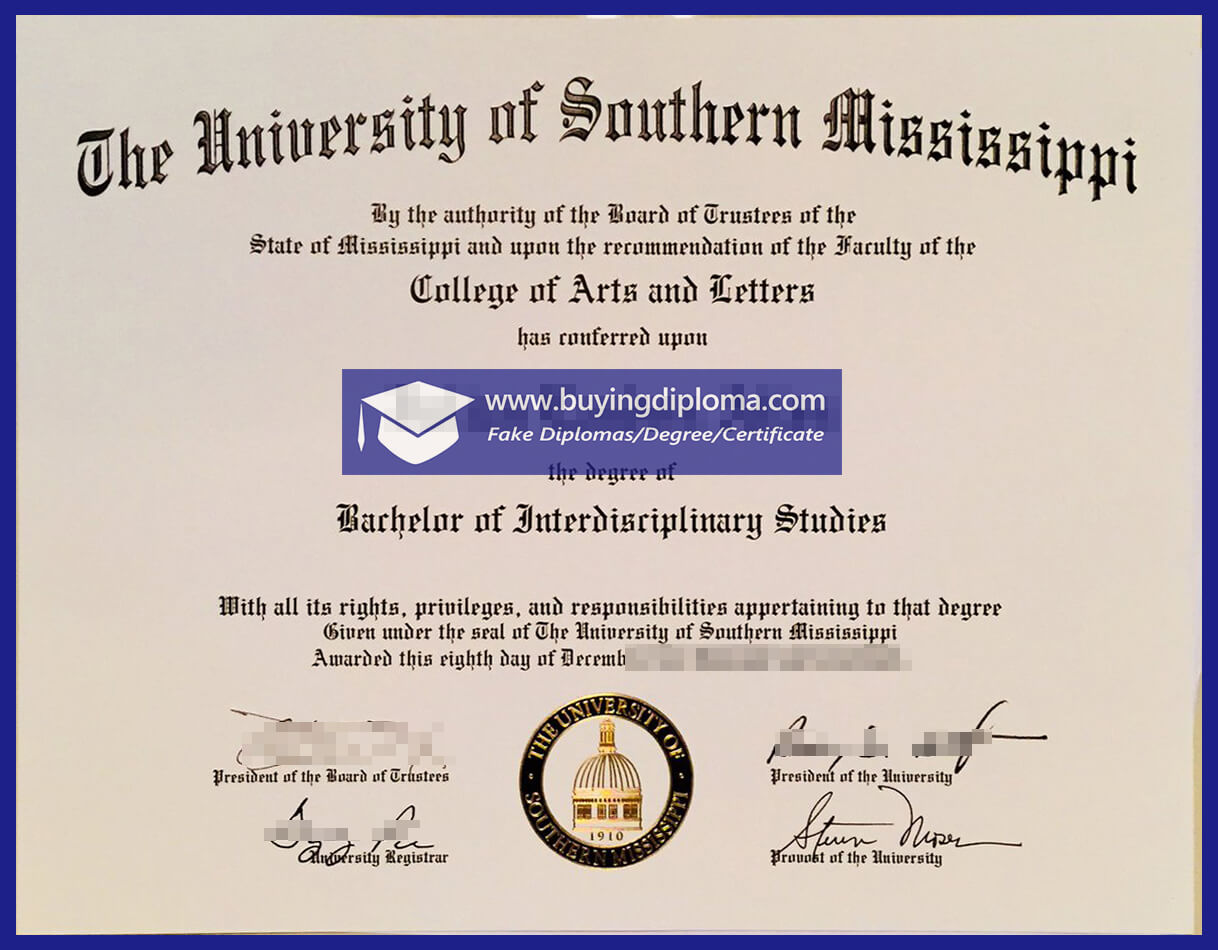 The University of Southern Mississippi
By the authority of the Board of Trustees of the
State of Mississippi and upon the recommendation of the Faculty of the
College of Arts and Letters
has conferred upon
www.buyingdiploma.com
Fake Diplomas/Degree/Certificate
the degree of
Bachelor of Interdisciplinary Studies
With all its rights, privileges, and responsibilities appertaining to that degree
Given under the seal of The University of Southern Mississippi
Awarded this eighth day of
President of the Board of Trustees
President of the University
University Registrar
Steven Moser
Provost of the University
THE UNIVERSITY OF
SOUTHERN MISSISSIPPI
1910